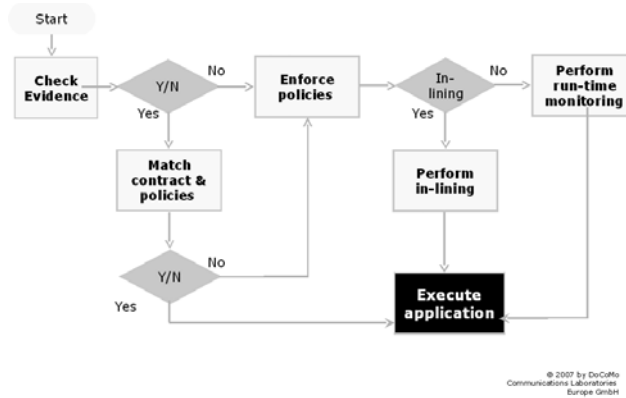 Start
Check
Evidence
Y/N
No
Yes
Enforce
policies
In-
lining
No
Yes
Perform
run-time
monitoring
Match
contract &
policies
Perform
in-lining
Y/N
No
Yes
Execute
application
© 2007 by DoCoMo
Communications Laboratories
Europe GmbH